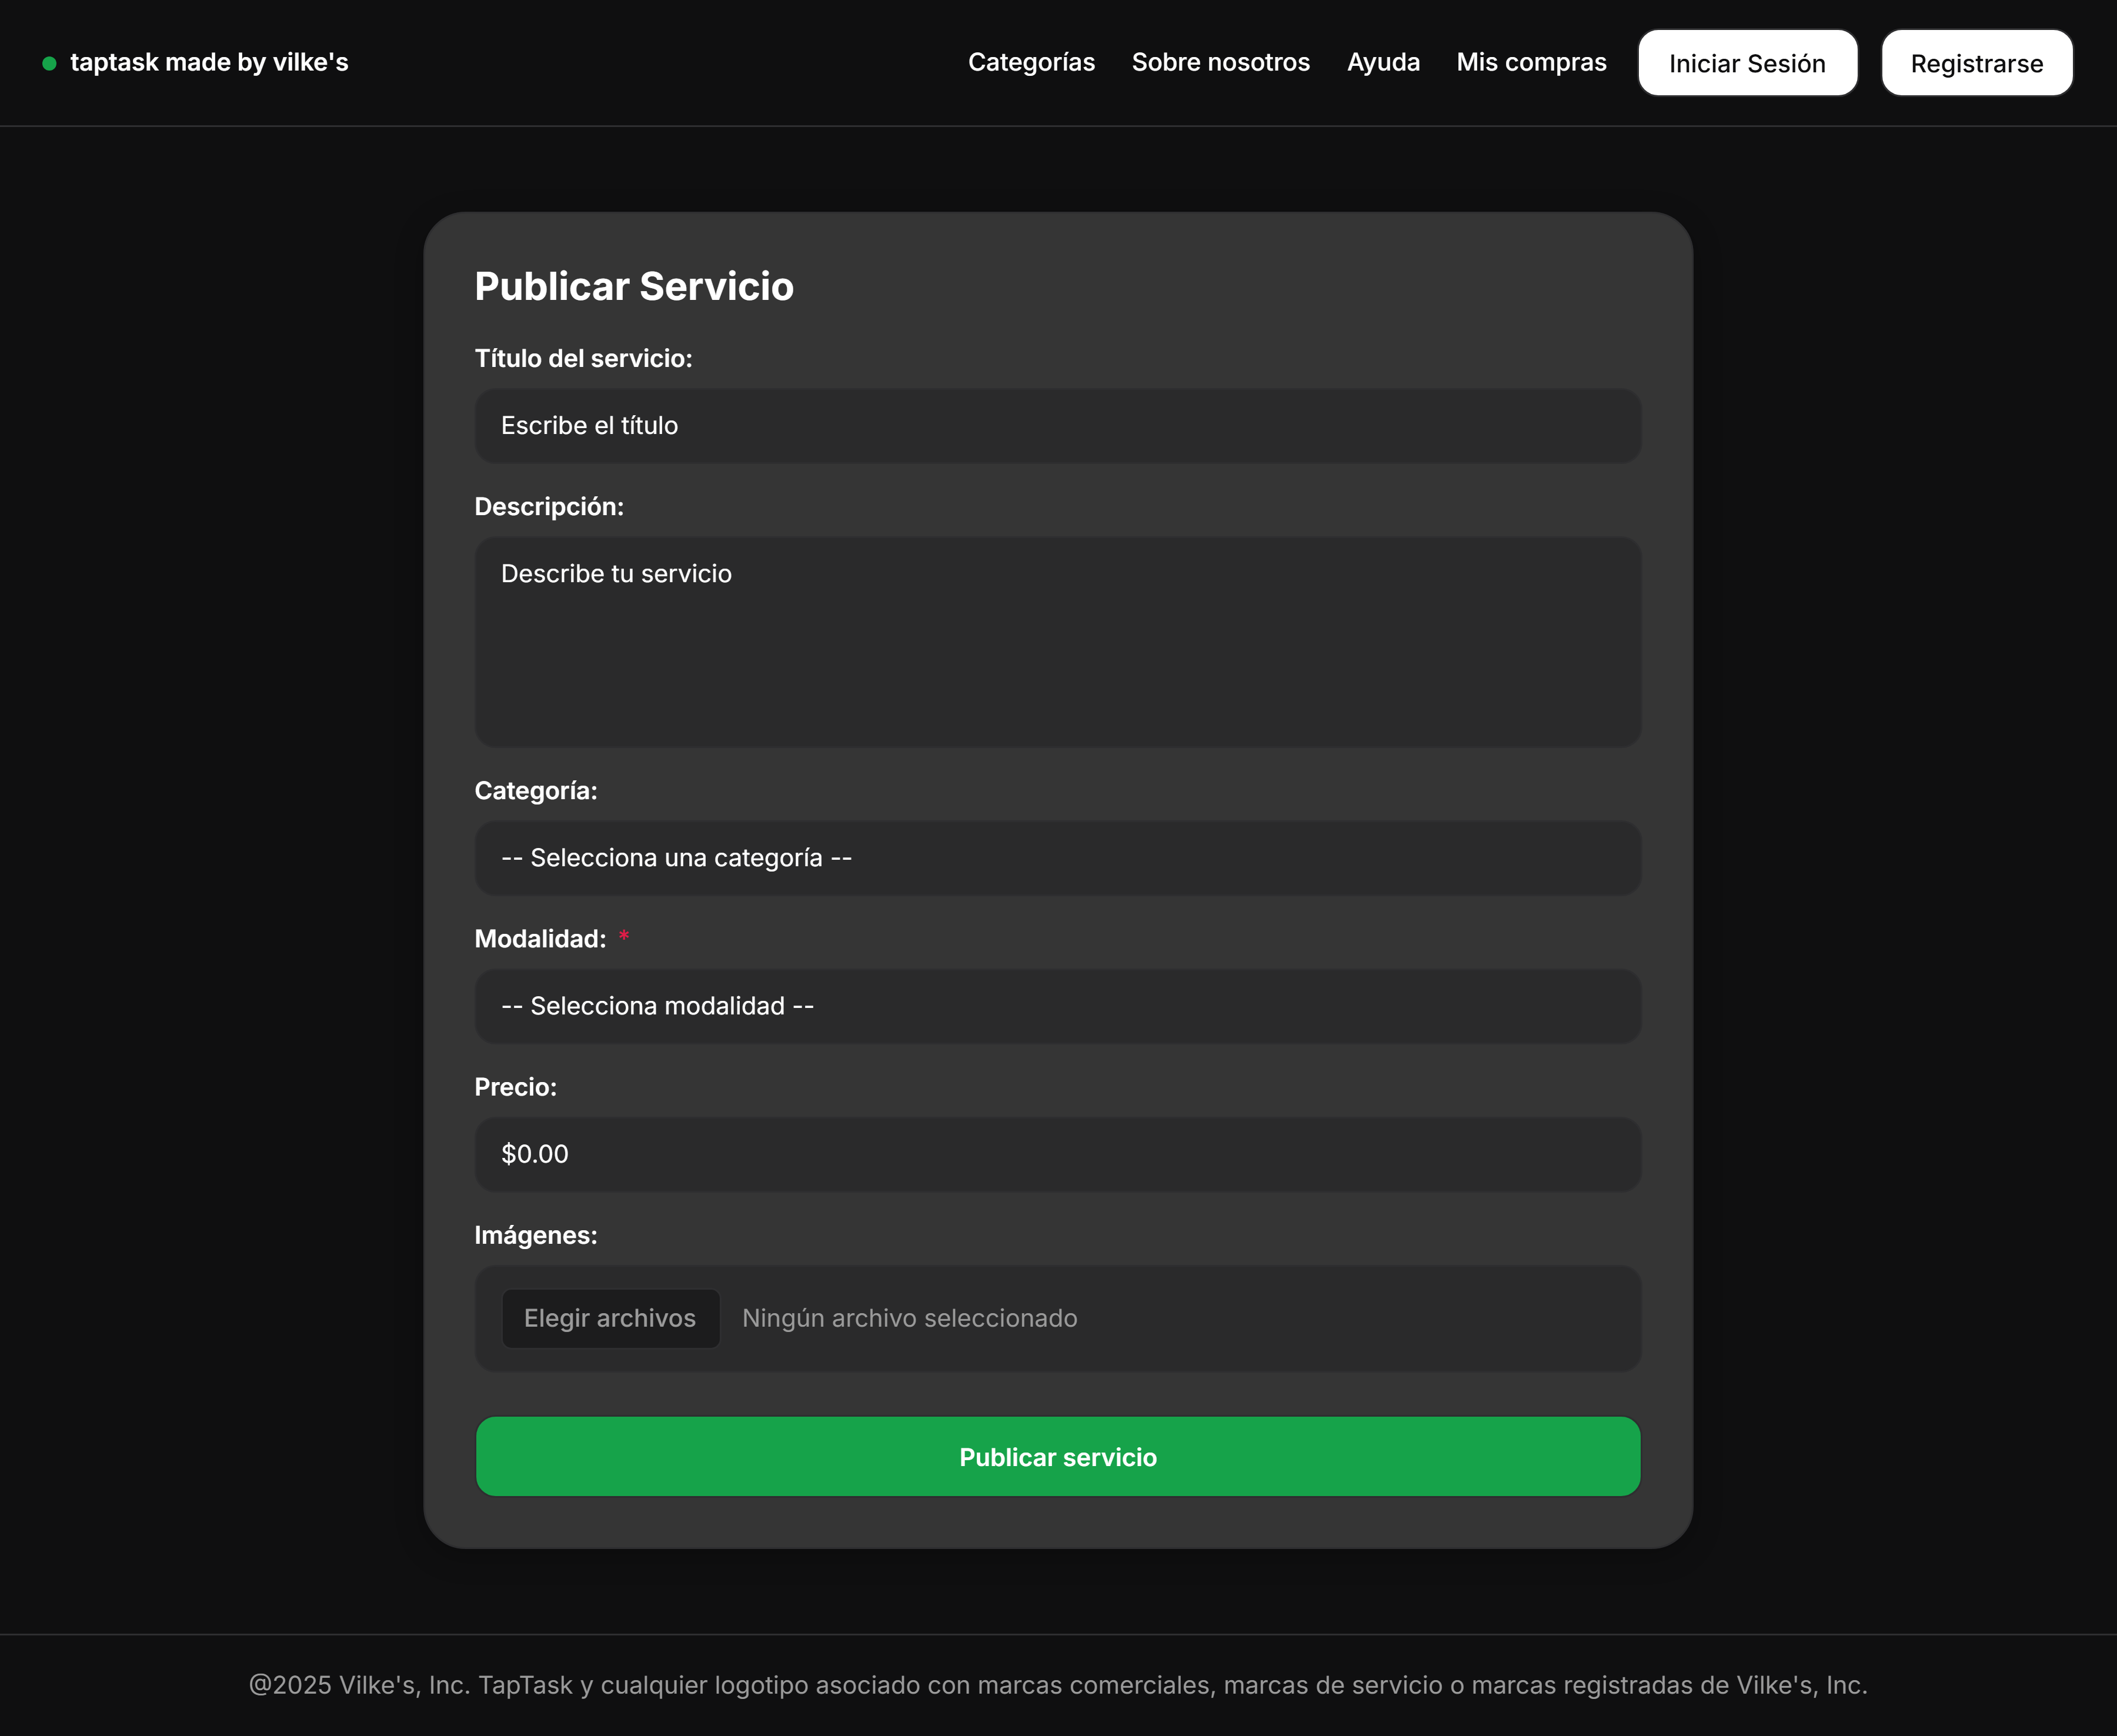 taptask made by vilke's
Categorías
Sobre nosotros
Ayuda
Mis compras
Iniciar Sesión
Registrarse
Publicar Servicio
Título del servicio:
Escribe el título
Descripción:
Describe tu servicio
Categoría:
-- Selecciona una categoría --
Modalidad: *
-- Selecciona modalidad --
Precio:
$0.00
Imágenes:
Elegir archivos Ningún archivo seleccionado
Publicar servicio
@2025 Vilke's, Inc. TapTask y cualquier logotipo asociado con marcas comerciales, marcas de servicio o marcas registradas de Vilke's, Inc.